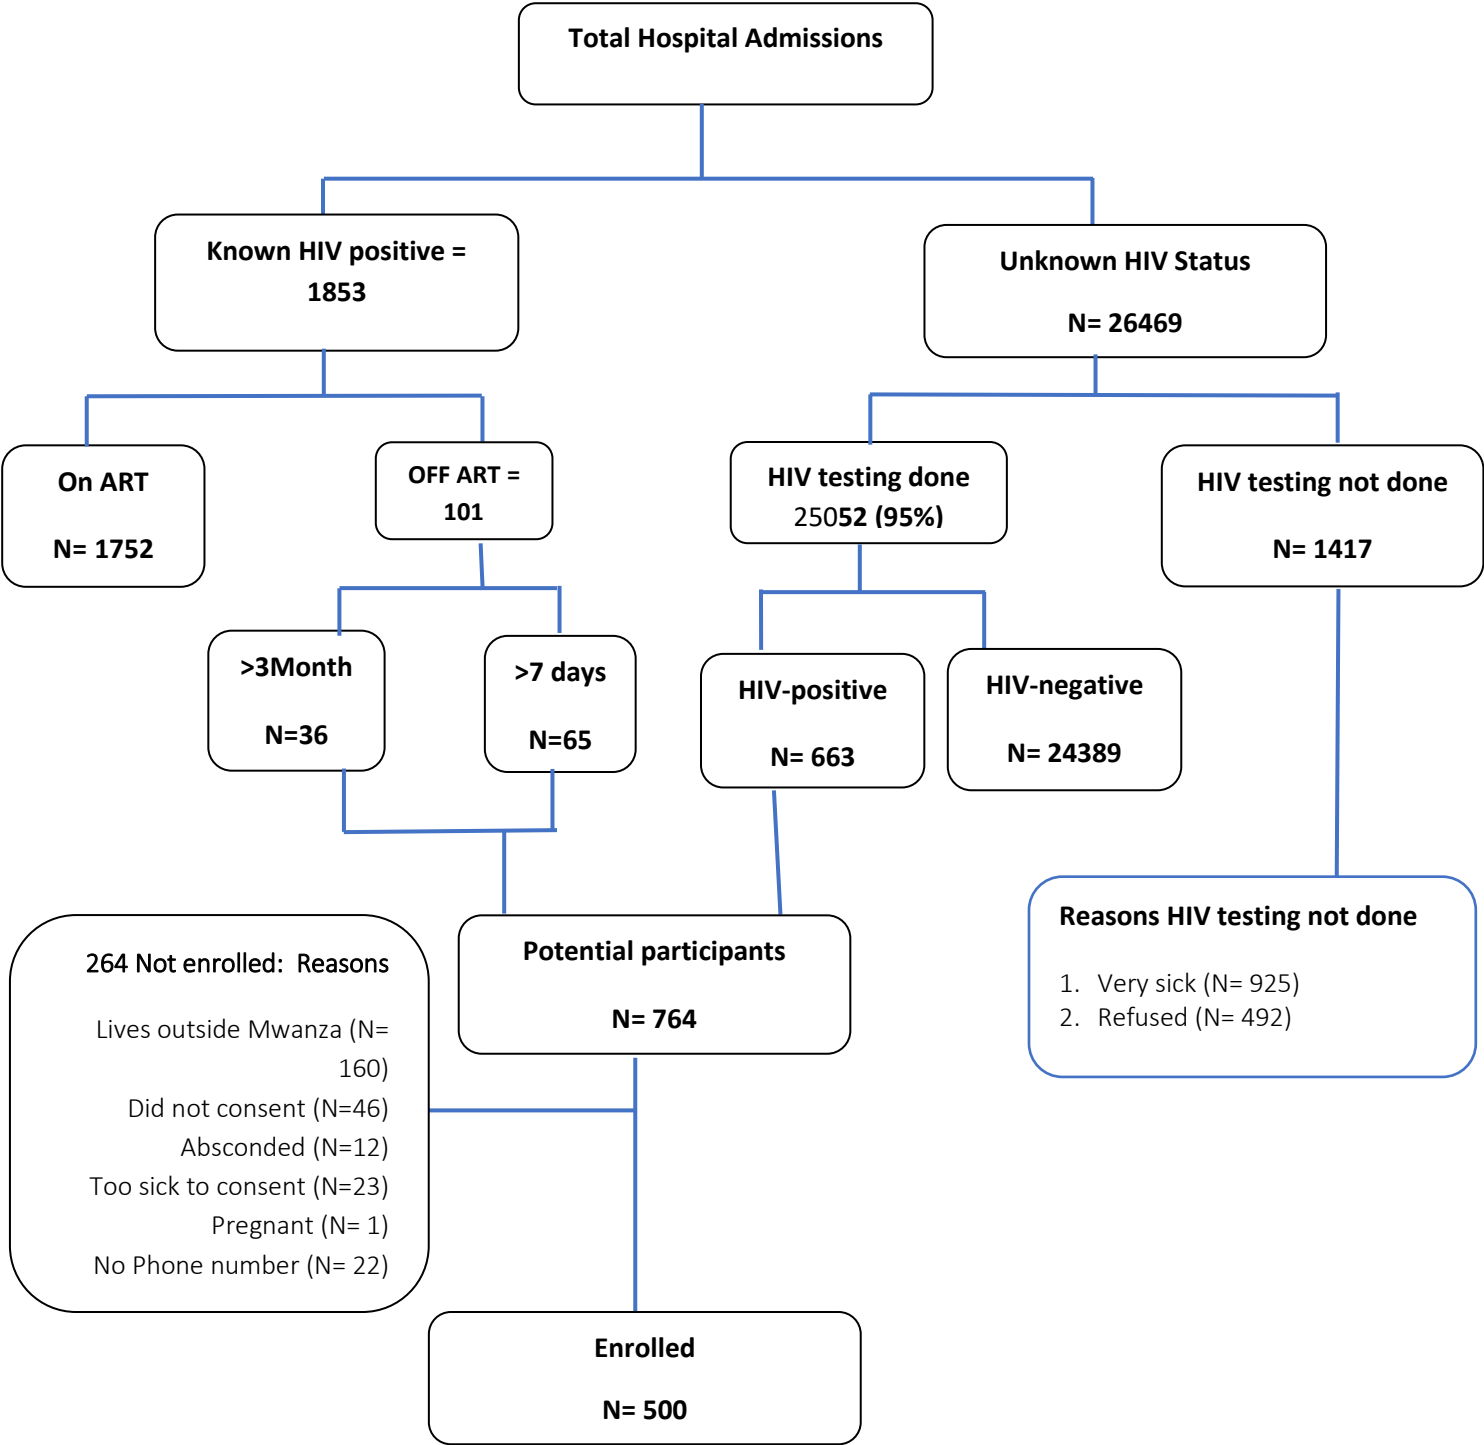 Total Hospital Admissions
Known HIV positive =
1853
Unknown HIV Status
N= 26469
On ART
N= 1752
OFF ART =
101
HIV testing done
25052 (95%)
HIV testing not done
N= 1417
>3Month
N=36
>7 days
N=65
HIV-positive
N= 663
HIV-negative
N= 24389
264 Not enrolled: Reasons
Lives outside Mwanza (N=
160)
Did not consent (N=46)
Absconded (N=12)
Too sick to consent (N=23)
Pregnant (N= 1)
No Phone number (N= 22)
Potential participants
N= 764
Reasons HIV testing not done
1. Very sick (N= 925)
2. Refused (N= 492)
Enrolled
N= 500